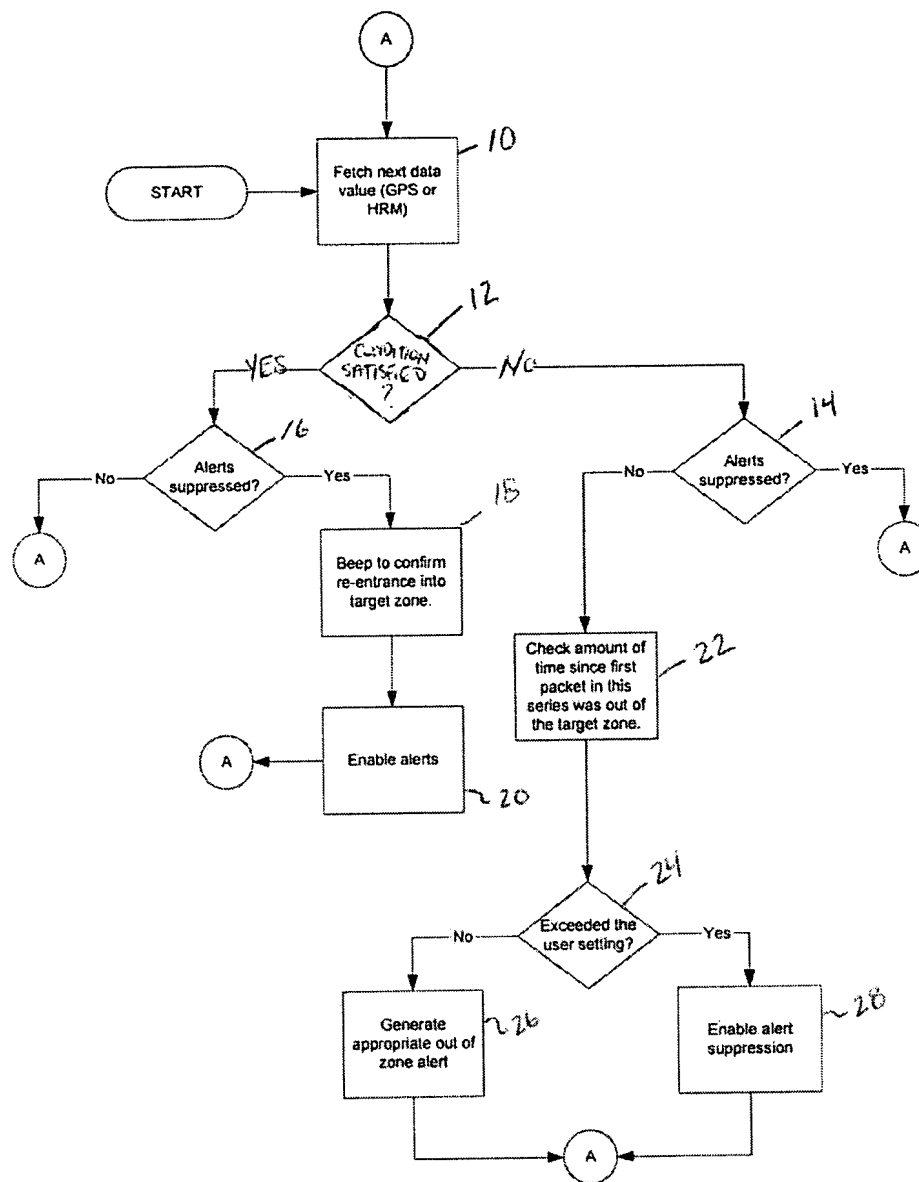 A
10
Fetch next data
value (GPS or
HRM)
START
12
CONDITION
SATISFIED
?
YES
NO
16
14
Alerts
suppressed?
No
Yes
Alerts
suppressed?
No
Yes
A
A
18
Beep to confirm
re-entrance into
target zone.
22
Check amount of
time since first
packet in this
series was out of
the target zone.
A
Enable alerts
20
24
Exceeded the
user setting?
No
Yes
Generate
appropriate out of
zone alert
26
Enable alert
suppression
28
A